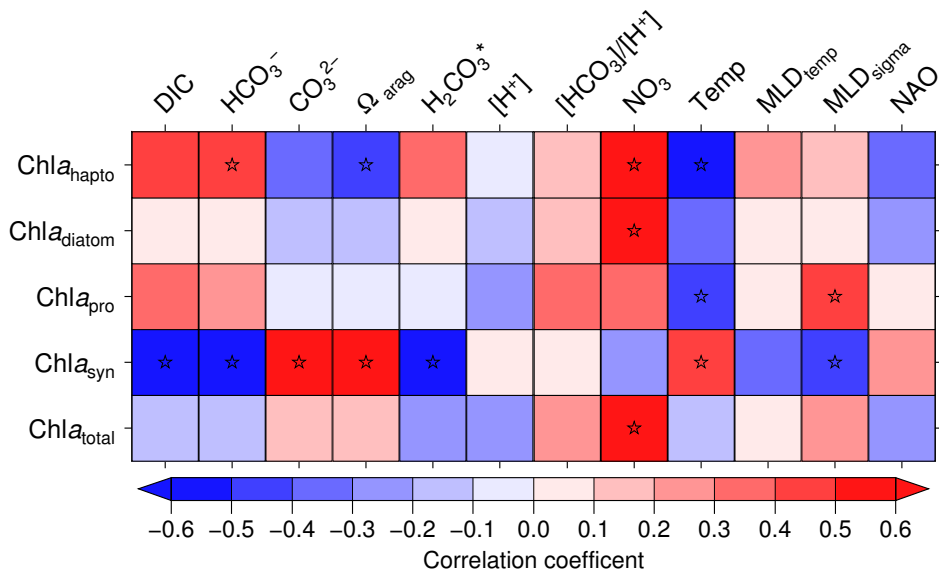 DIC HCO₃⁻ CO₃²⁻ Ω arag H₂CO₃* [H⁺] [HCO₃]/[H⁺] NO₃ Temp MLDtemp MLDsigma NAO
Chlahapto
Chladiatom
Chlapro
Chlasyn
Chlatotal
−0.6 −0.5 −0.4 −0.3 −0.2 −0.1 0.0 0.1 0.2 0.3 0.4 0.5 0.6
Correlation coefficent